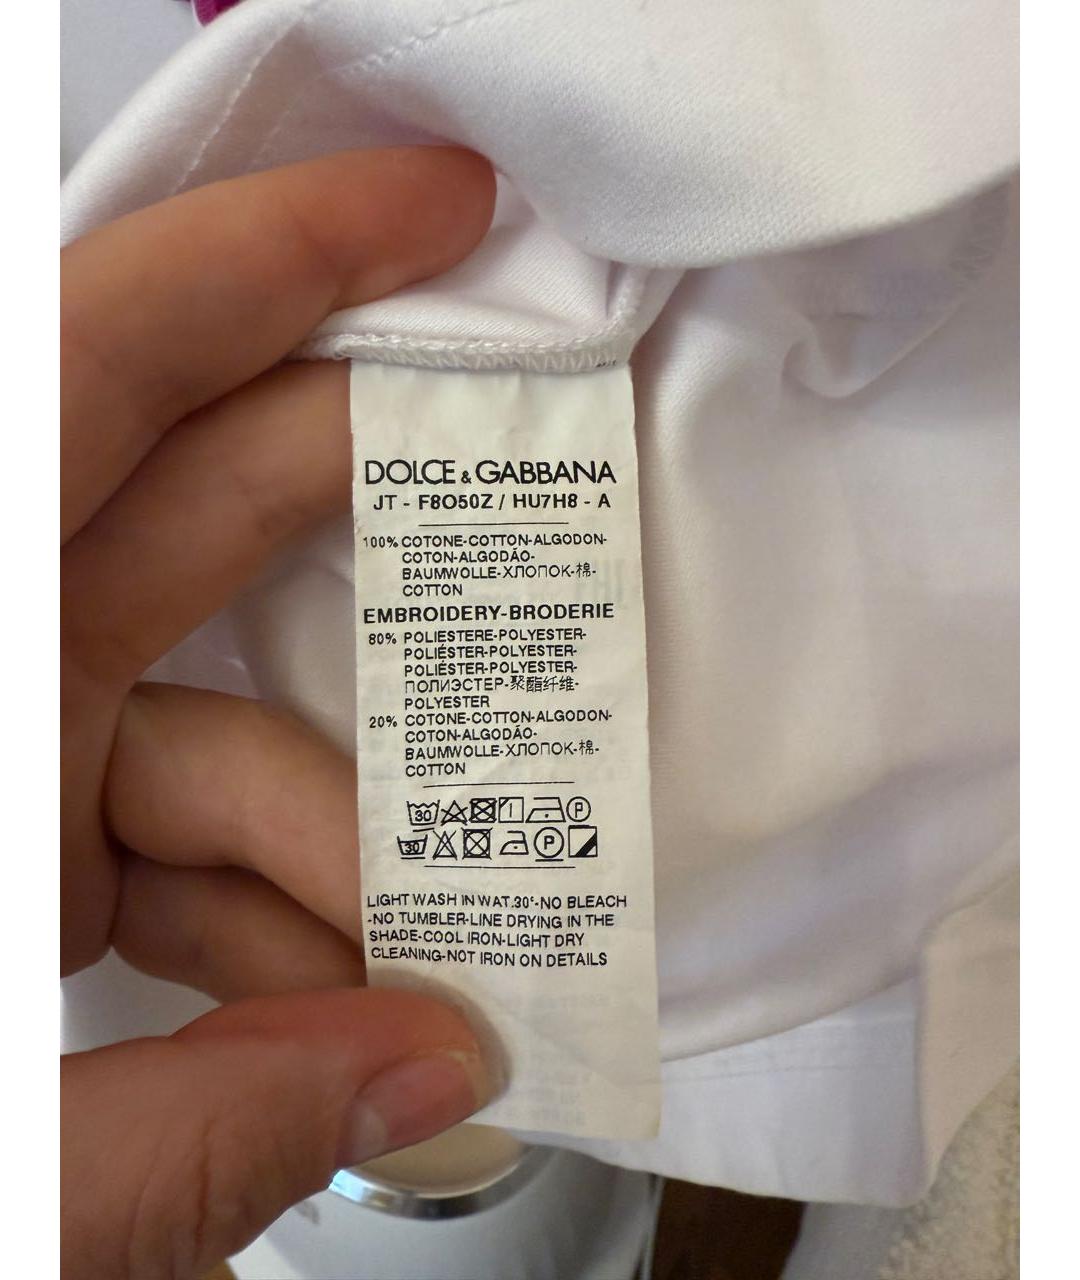 DOLCE & GABBANA
JT - F8O50Z / HU7H8 - A
100% COTONE-COTTON-ALGODON-
COTON-ALGODÃO-
BAUMWOLLE-ХЛОПОК-棉-
COTTON
EMBROIDERY-BRODERIE
80% POLIESTERE-POLYESTER-
POLIÉSTER-POLYESTER-
POLIÉSTER-POLYESTER-
ПОЛИЭСТЕР-聚酯纤维-
POLYESTER
20% COTONE-COTTON-ALGODON-
COTON-ALGODÃO-
BAUMWOLLE-ХЛОПОК-棉-
COTTON
30 P
30 P
LIGHT WASH IN WAT.30°-NO BLEACH
-NO TUMBLER-LINE DRYING IN THE
SHADE-COOL IRON-LIGHT DRY
CLEANING-NOT IRON ON DETAILS